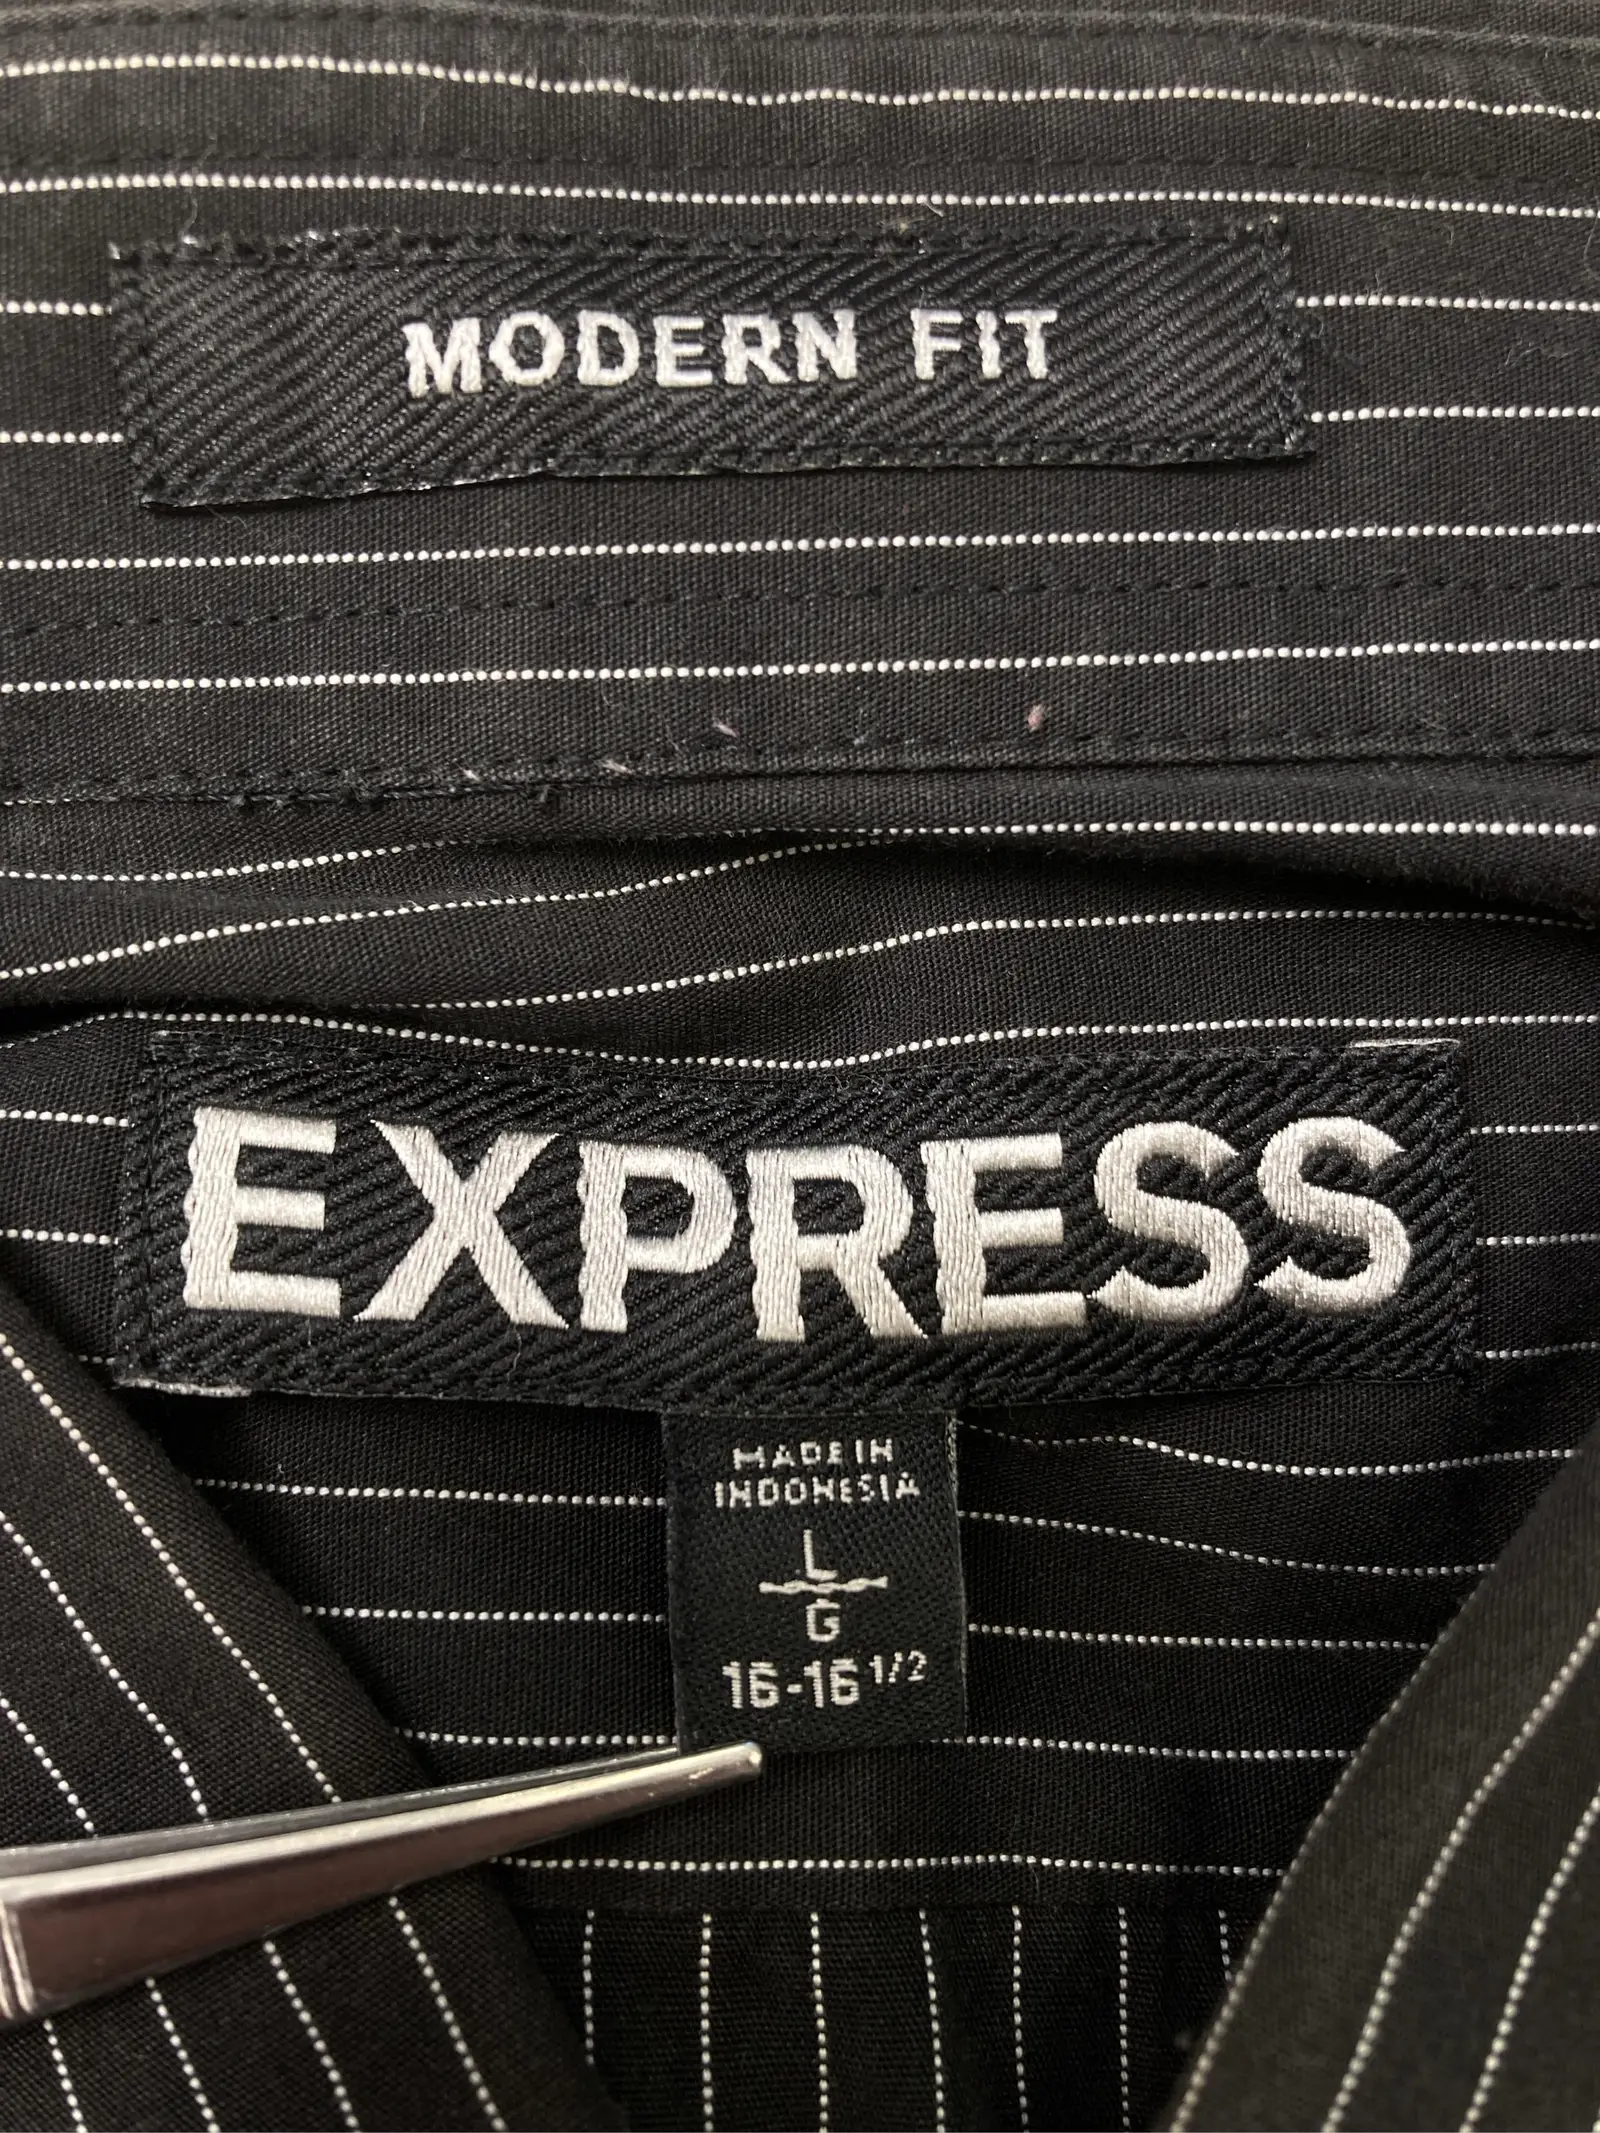 MODERN FIT
EXPRESS
MADE IN
INDONESIA
L
G
16-16 1/2